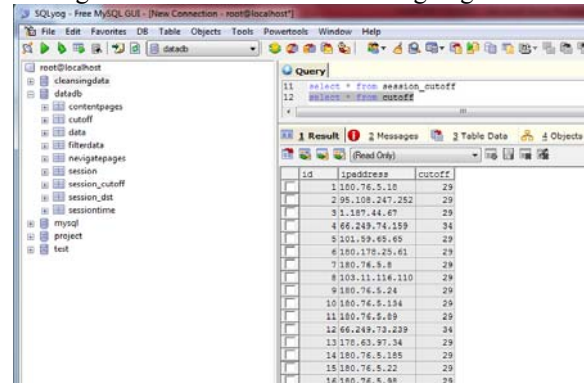 SQLyog - Free MySQL GUI - [New Connection - root@localhost*]
File Edit Favorites DB Table Objects Tools Powertools Window Help
datadb
root@localhost
cleansingdata
datadb
contentpages
cutoff
data
filterdata
nevigatepages
session
session_cutoff
session_dst
sessiontime
mysql
project
test
Query
11 select * from session_cutoff
12 select * from cutoff
1 Result 2 Messages 3 Table Data 4 Objects
(Read Only)
id ipaddress cutoff
1 180.76.5.18 29
2 95.108.247.252 29
3 1.187.44.67 29
4 66.249.74.159 34
5 101.59.65.65 29
6 180.178.25.61 29
7 180.76.5.8 29
8 103.11.116.110 29
9 180.76.5.24 29
10 180.76.5.134 29
11 180.76.5.89 29
12 66.249.73.239 34
13 178.63.97.34 29
14 180.76.5.185 29
15 180.76.5.22 29
16 180.76.5.98 29